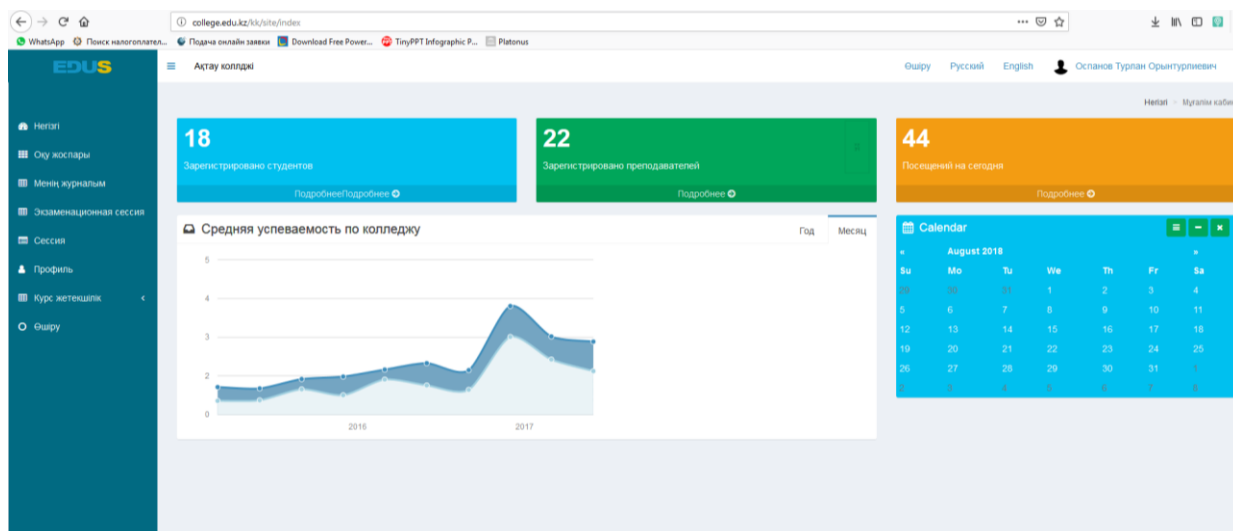 college.edu.kz/kk/site/index
WhatsApp Поиск налогоплател... Подача онлайн заявки Download Free Power... TinyPPT Infographic P... Platonus
EDUS Ақтау колледжі Өшіру Русский English Оспанов Турлан Орынтурлиевич
Негізгі Мұғалім кабин
Негізгі
Оқу жоспары
Менің журналым
Экзаменационная сессия
Сессия
Профиль
Курс жетекшілік
Өшіру
18
Зарегистрировано студентов
ПодробнееПодробнее
22
Зарегистрировано преподавателей
Подробнее
44
Посещений на сегодня
Подробнее
Средняя успеваемость по колледжу Год Месяц
5
4
3
2
0
2016 2017
Calendar
« August 2018 »
Su Mo Tu We Th Fr Sa
29 30 31 1 2 3 4
5 6 7 8 9 10 11
12 13 14 15 16 17 18
19 20 21 22 23 24 25
26 27 28 29 30 31 1
2 3 4 5 6 7 8